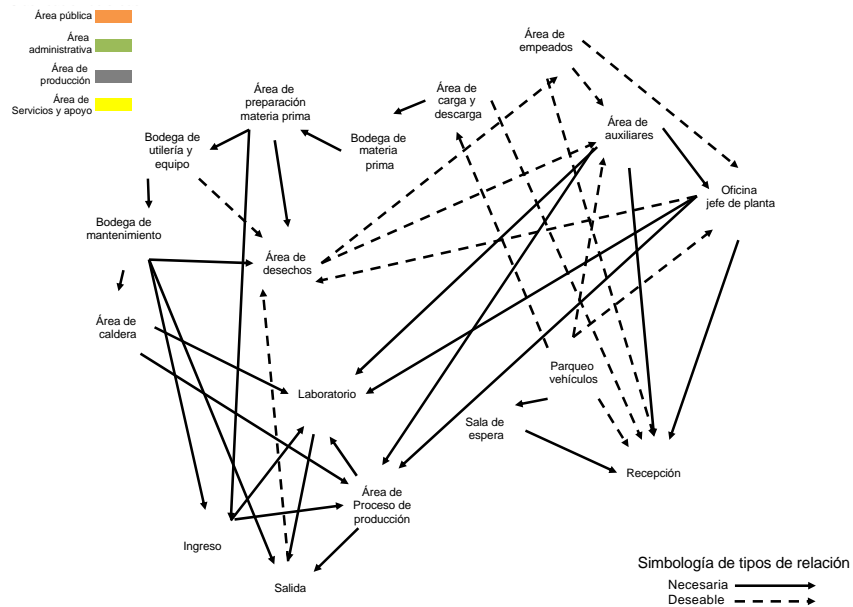 Área pública
Área
administrativa
Área de
producción
Área de
Servicios y apoyo
Área de
empeados
Área de
preparación
materia prima
Área de
carga y
descarga
Área de
auxiliares
Bodega de
utilería y
equipo
Bodega de
materia
prima
Oficina
jefe de planta
Bodega de
mantenimiento
Área de
desechos
Área de
caldera
Parqueo
vehículos
Laboratorio
Sala de
espera
Recepción
Área de
Proceso de
producción
Ingreso
Salida
Simbología de tipos de relación
Necesaria
Deseable